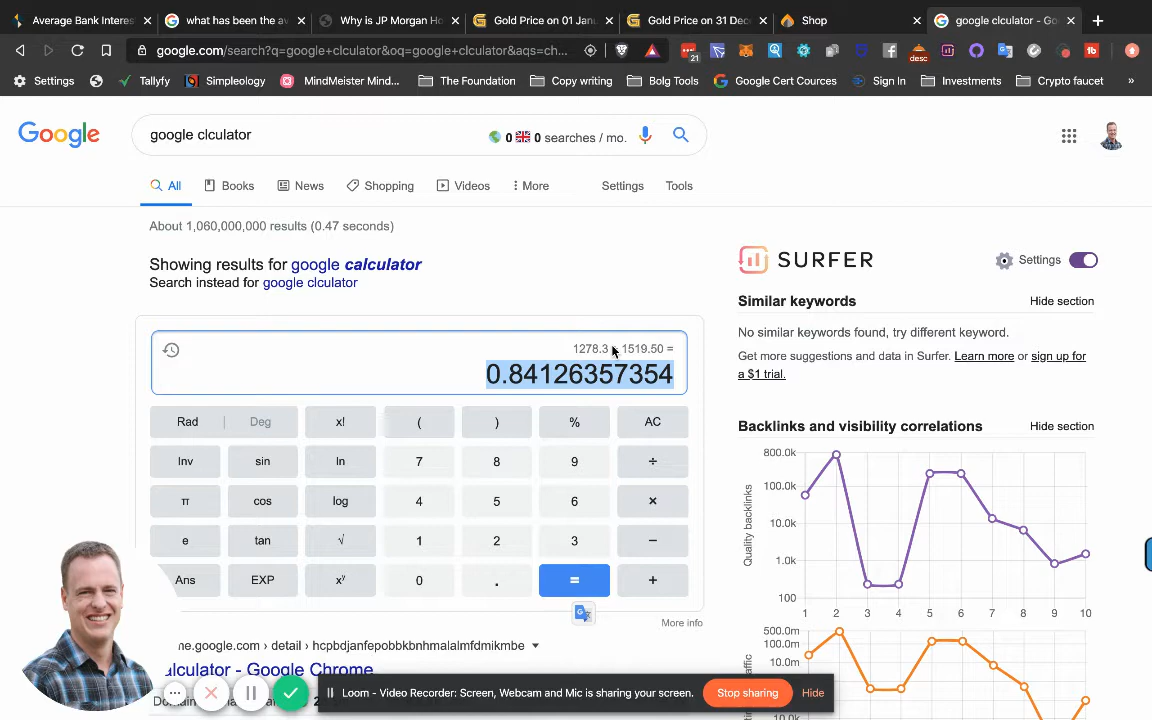 Average Bank Interes
what has been the av
Why is JP Morgan Ho
Gold Price on 01 Janu
Gold Price on 31 Dec
Shop
google clculator - Go
google.com/search?q=google+clculator&oq=google+clculator&aqs=ch...
21
desc
tb
Settings
Tallyfy
Simpleology
MindMeister Mind...
The Foundation
Copy writing
Bolg Tools
Google Cert Cources
Sign In
Investments
Crypto faucet
»
Google
google clculator
0 0 searches / mo.
All
Books
News
Shopping
Videos
More
Settings
Tools
About 1,060,000,000 results (0.47 seconds)
Showing results for google calculator
Search instead for google clculator
1278.3 1519.50 =
0.84126357354
Rad Deg x! ( ) % AC
Inv sin ln 7 8 9 ÷
π cos log 4 5 6 ×
e tan √ 1 2 3 −
Ans EXP xʸ 0 . = +
More info
ne.google.com › detail › hcpbdjanfepobbkbnhmalalmfdmikmbe
alculator - Google Chrome
SURFER
Settings
Similar keywords Hide section
No similar keywords found, try different keyword.
Get more suggestions and data in Surfer. Learn more or sign up for
a $1 trial.
Backlinks and visibility correlations Hide section
Quality backlinks
800.0k
100.0k
10.0k
1.0k
100
1 2 3 4 5 6 7 8 9 10
500.0m
100.0m
10.0m
10.0m
Loom - Video Recorder: Screen, Webcam and Mic is sharing your screen.
Stop sharing
Hide